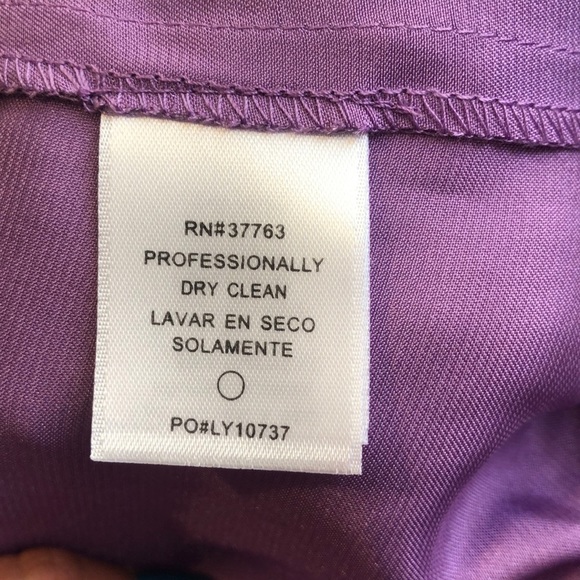 RN#37763
PROFESSIONALLY
DRY CLEAN
LAVAR EN SECO
SOLAMENTE
PO#LY10737